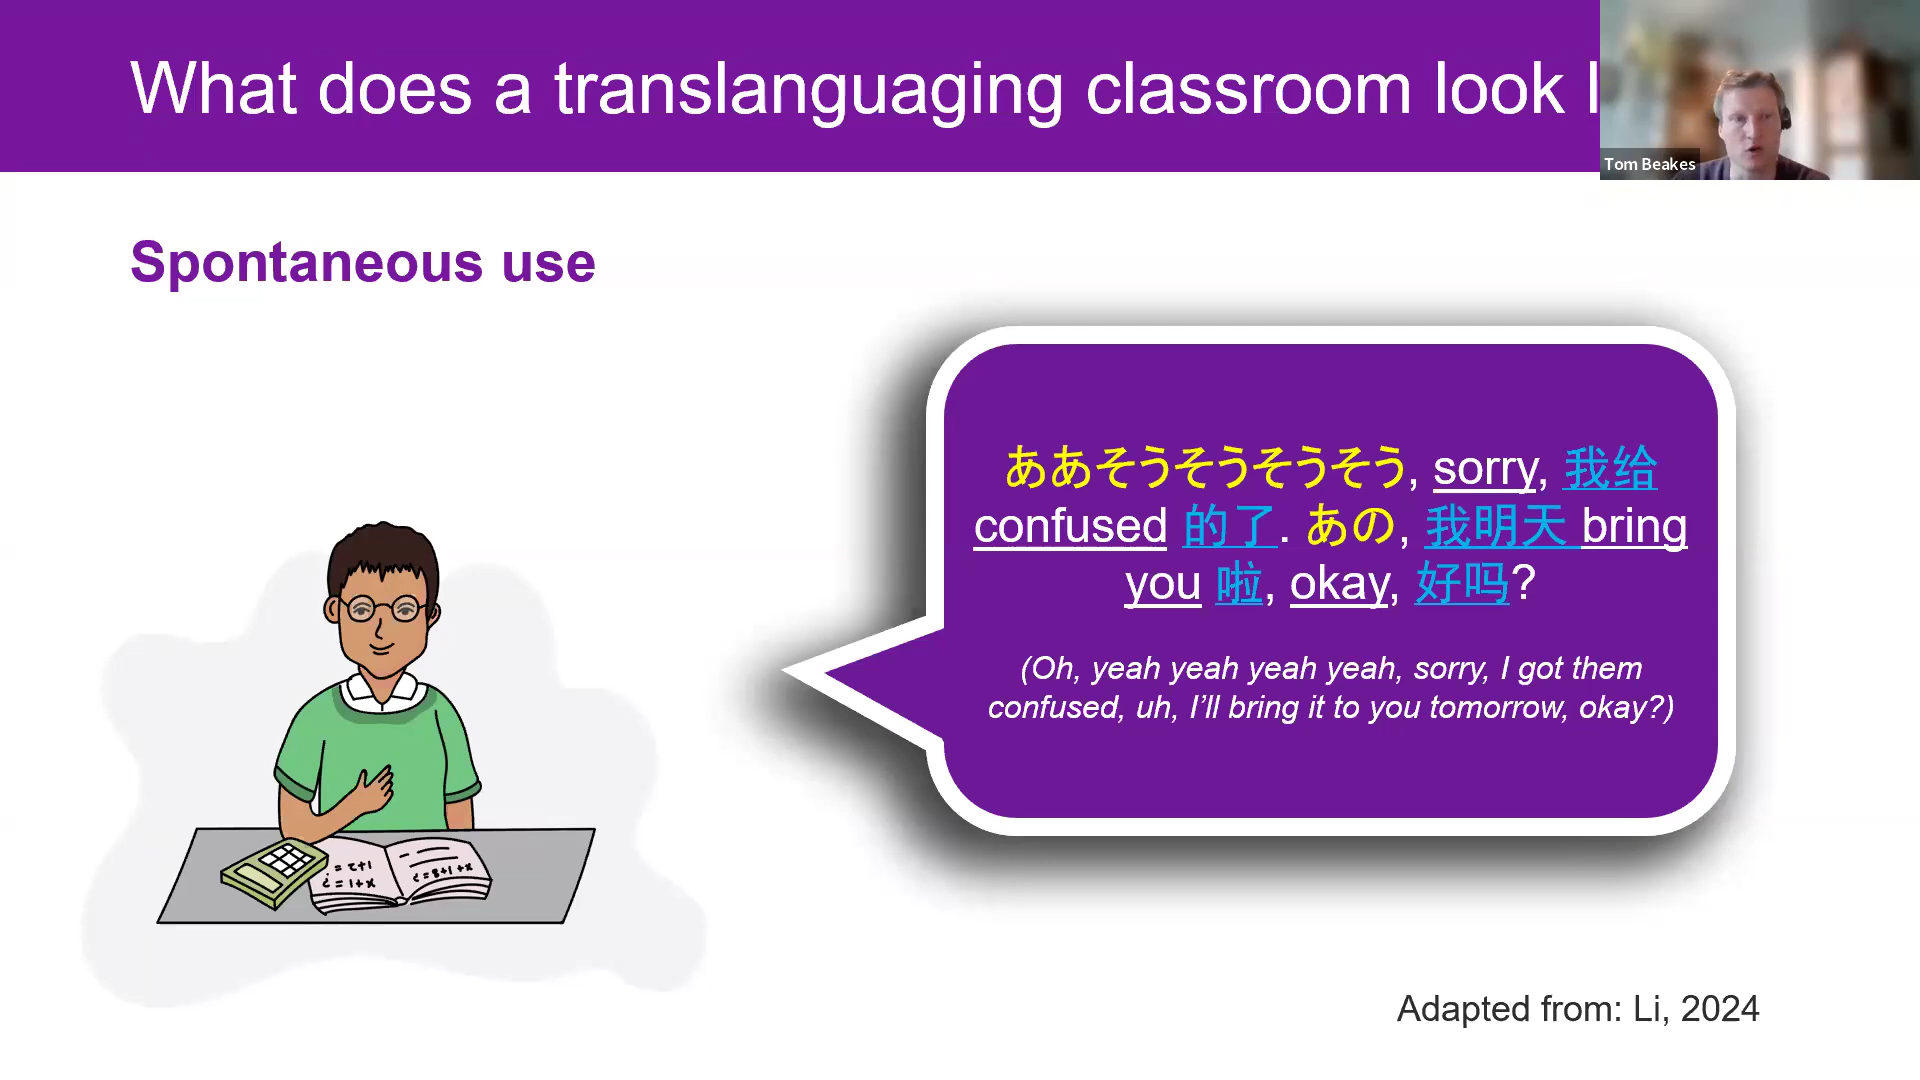 What does a translanguaging classroom look l
Tom Beakes
Spontaneous use
ああそうそうそうそう, sorry, 我给
confused 的了. あの, 我明天 bring
you 啦, okay, 好吗?
(Oh, yeah yeah yeah yeah, sorry, I got them
confused, uh, I’ll bring it to you tomorrow, okay?)
Adapted from: Li, 2024